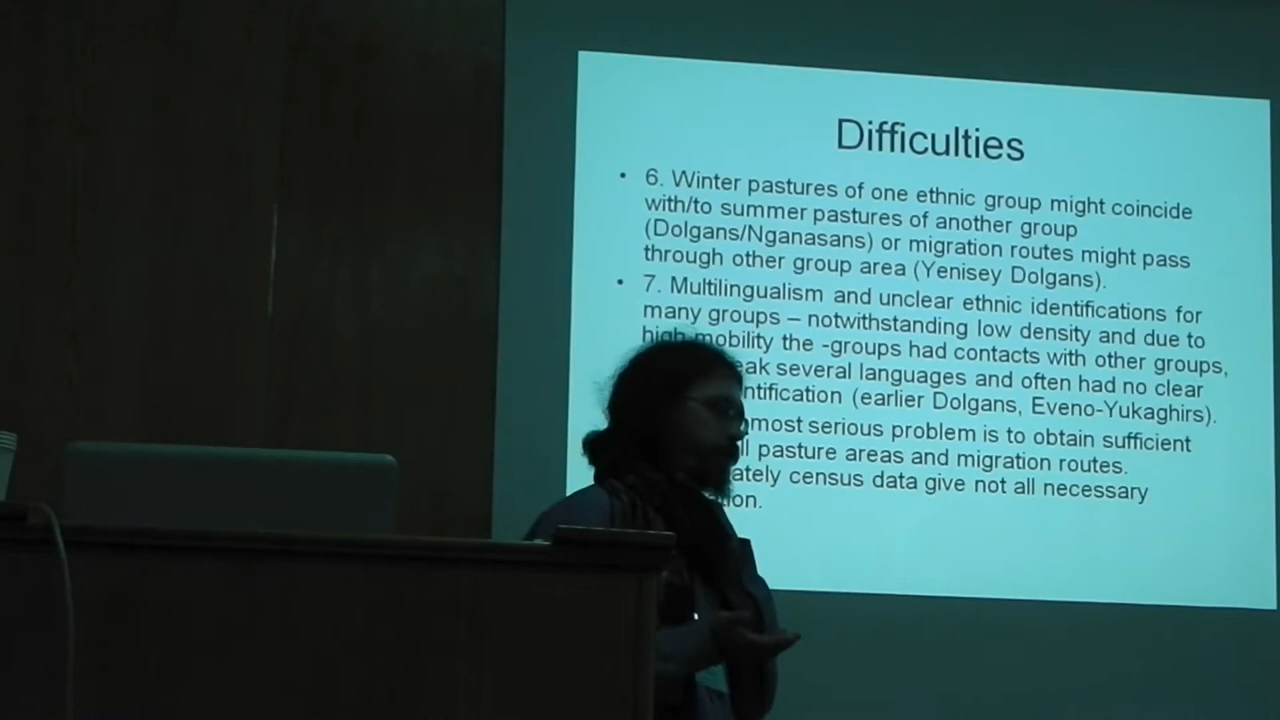 Difficulties
• 6. Winter pastures of one ethnic group might coincide
with/to summer pastures of another group
(Dolgans/Nganasans) or migration routes might pass
through other group area (Yenisey Dolgans).
• 7. Multilingualism and unclear ethnic identifications for
many groups – notwithstanding low density and due to
high mobility the -groups had contacts with other groups,
eak several languages and often had no clear
ntification (earlier Dolgans, Eveno-Yukaghirs).
most serious problem is to obtain sufficient
ll pasture areas and migration routes.
ately census data give not all necessary
tion.